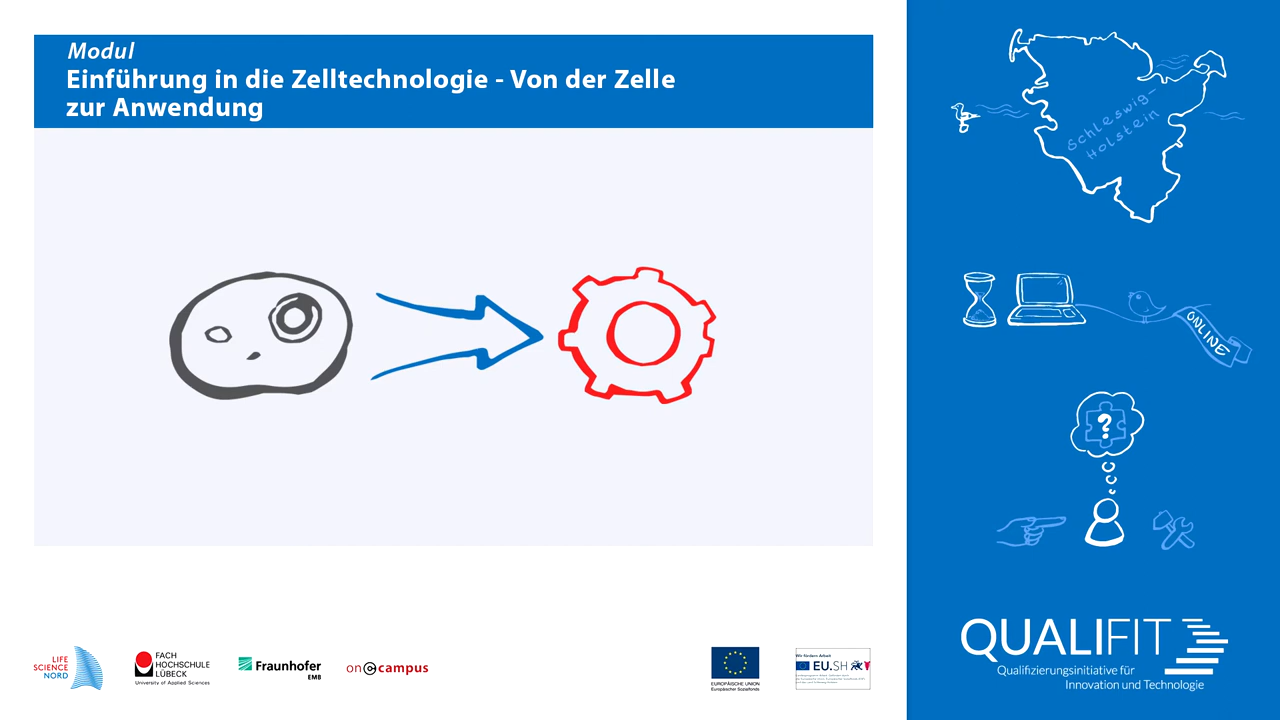 Modul
Einführung in die Zelltechnologie - Von der Zelle
zur Anwendung
Schleswig-
Holstein
ONLINE
?
QUALIFIT
Qualifizierungsinitiative für
Innovation und Technologie
LIFE
SCIENCE
NORD
FACH
HOCHSCHULE
LÜBECK
University of Applied Sciences
Fraunhofer
EMB
oncampus
EUROPÄISCHE UNION
Europäischer Sozialfonds
Wir fördern Arbeit
EU.SH